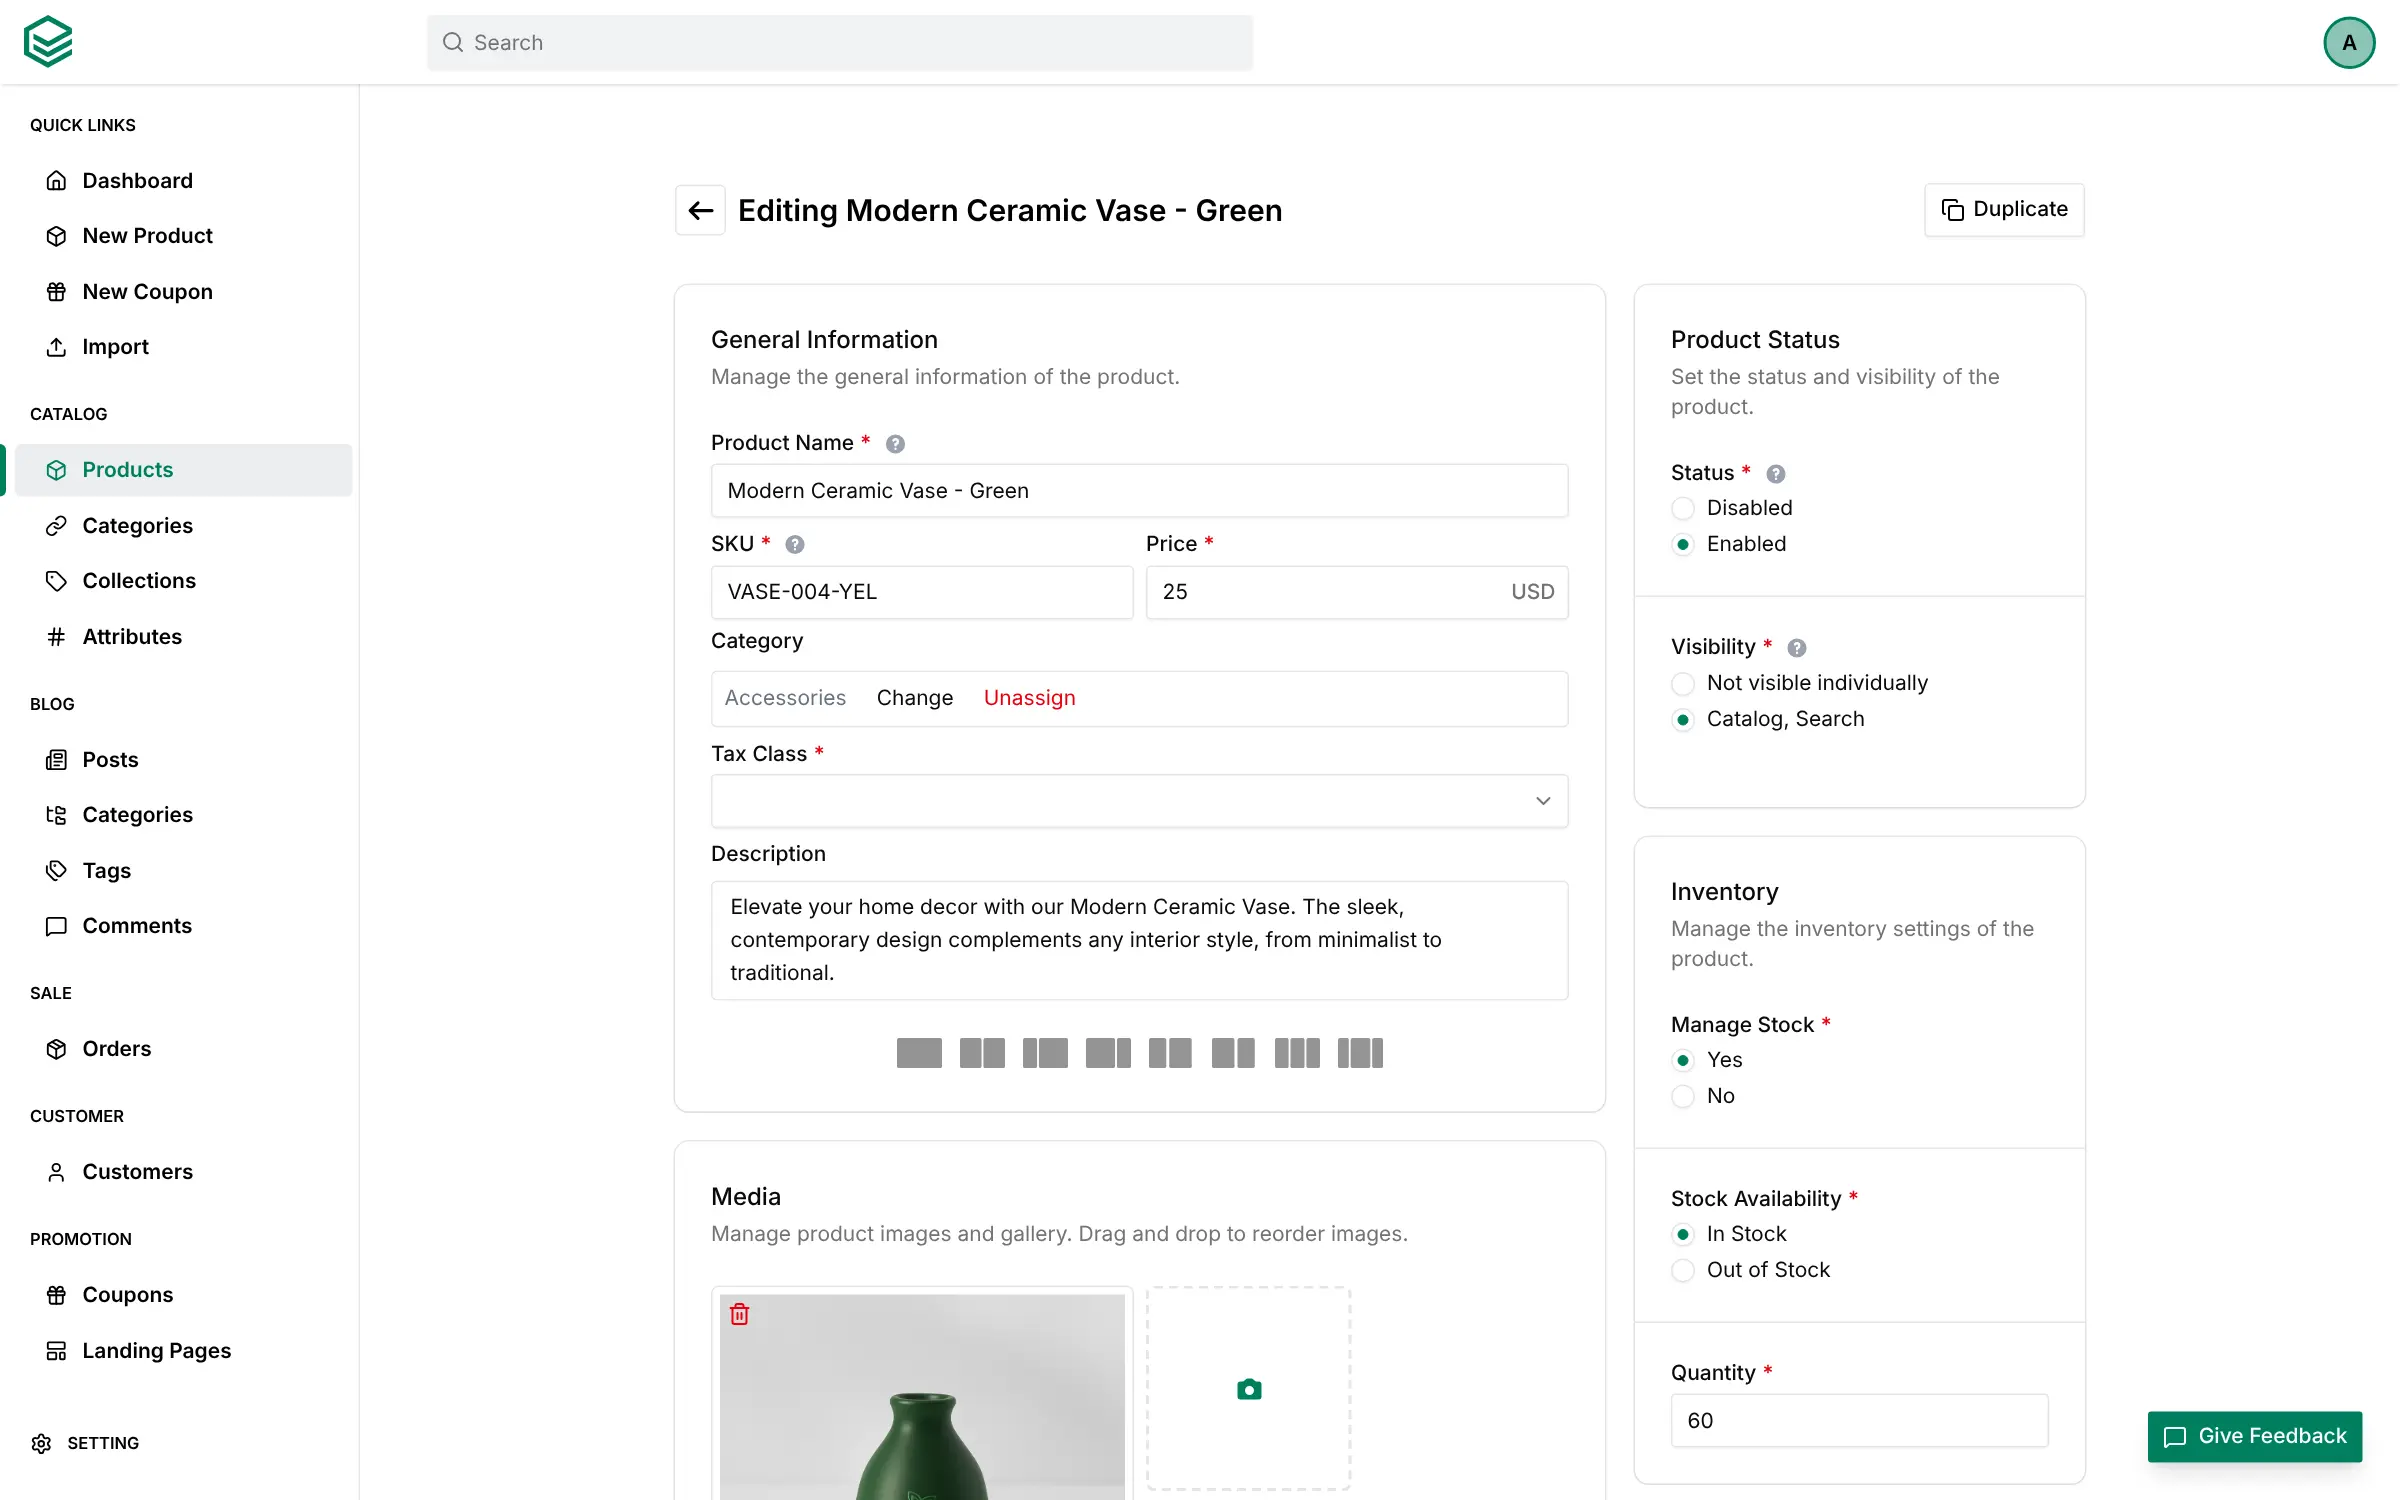 Search
A
QUICK LINKS
Dashboard
New Product
New Coupon
Import
CATALOG
Products
Categories
Collections
Attributes
BLOG
Posts
Categories
Tags
Comments
SALE
Orders
CUSTOMER
Customers
PROMOTION
Coupons
Landing Pages
SETTING
Editing Modern Ceramic Vase - Green
Duplicate
General Information
Manage the general information of the product.
Product Name *
Modern Ceramic Vase - Green
SKU *
Price *
VASE-004-YEL
25 USD
Category
Accessories Change Unassign
Tax Class *
Description
Elevate your home decor with our Modern Ceramic Vase. The sleek,
contemporary design complements any interior style, from minimalist to
traditional.
Media
Manage product images and gallery. Drag and drop to reorder images.
Product Status
Set the status and visibility of the
product.
Status *
Disabled
Enabled
Visibility *
Not visible individually
Catalog, Search
Inventory
Manage the inventory settings of the
product.
Manage Stock *
Yes
No
Stock Availability *
In Stock
Out of Stock
Quantity *
60
Give Feedback